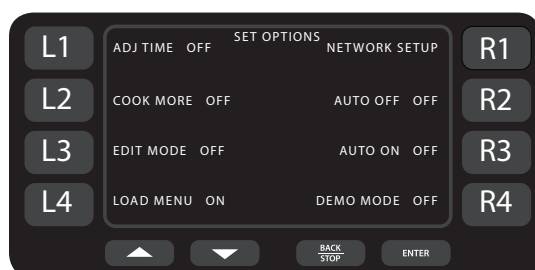 SET OPTIONS
L1 ADJ TIME OFF NETWORK SETUP R1
L2 COOK MORE OFF AUTO OFF OFF R2
L3 EDIT MODE OFF AUTO ON OFF R3
L4 LOAD MENU ON DEMO MODE OFF R4
BACK
STOP
ENTER